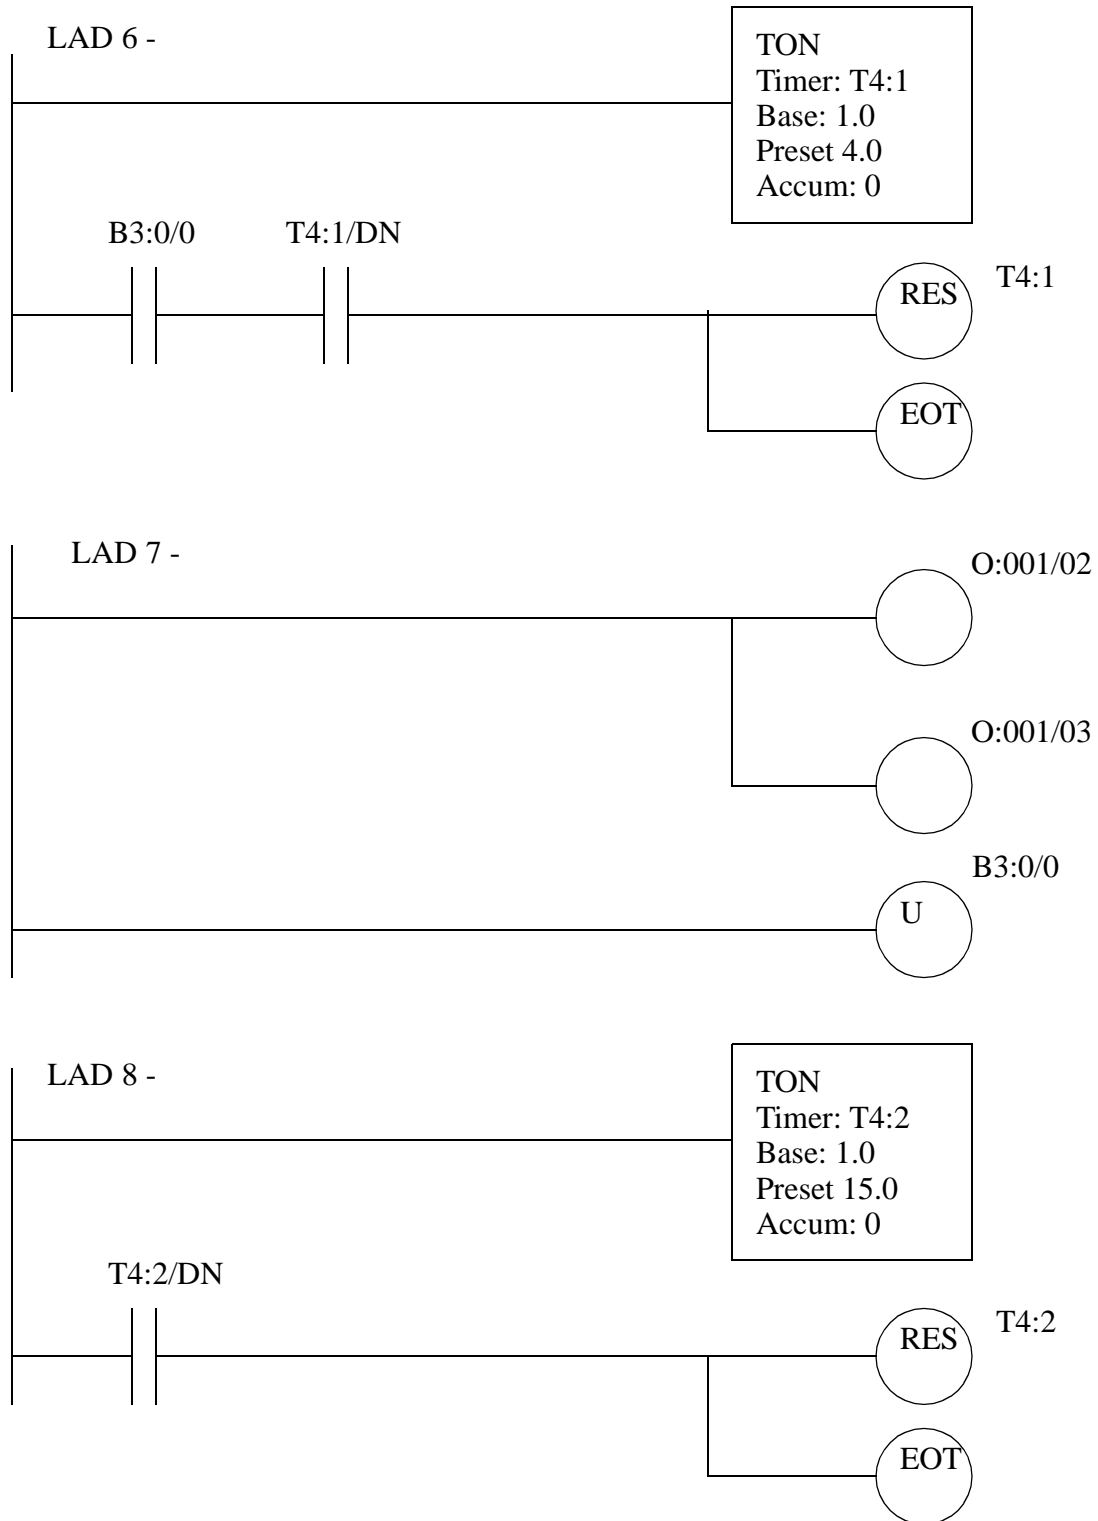 LAD 6 -
TON
Timer: T4:1
Base: 1.0
Preset 4.0
Accum: 0
B3:0/0
T4:1/DN
RES
T4:1
EOT
LAD 7 -
O:001/02
O:001/03
B3:0/0
U
LAD 8 -
TON
Timer: T4:2
Base: 1.0
Preset 15.0
Accum: 0
T4:2/DN
RES
T4:2
EOT